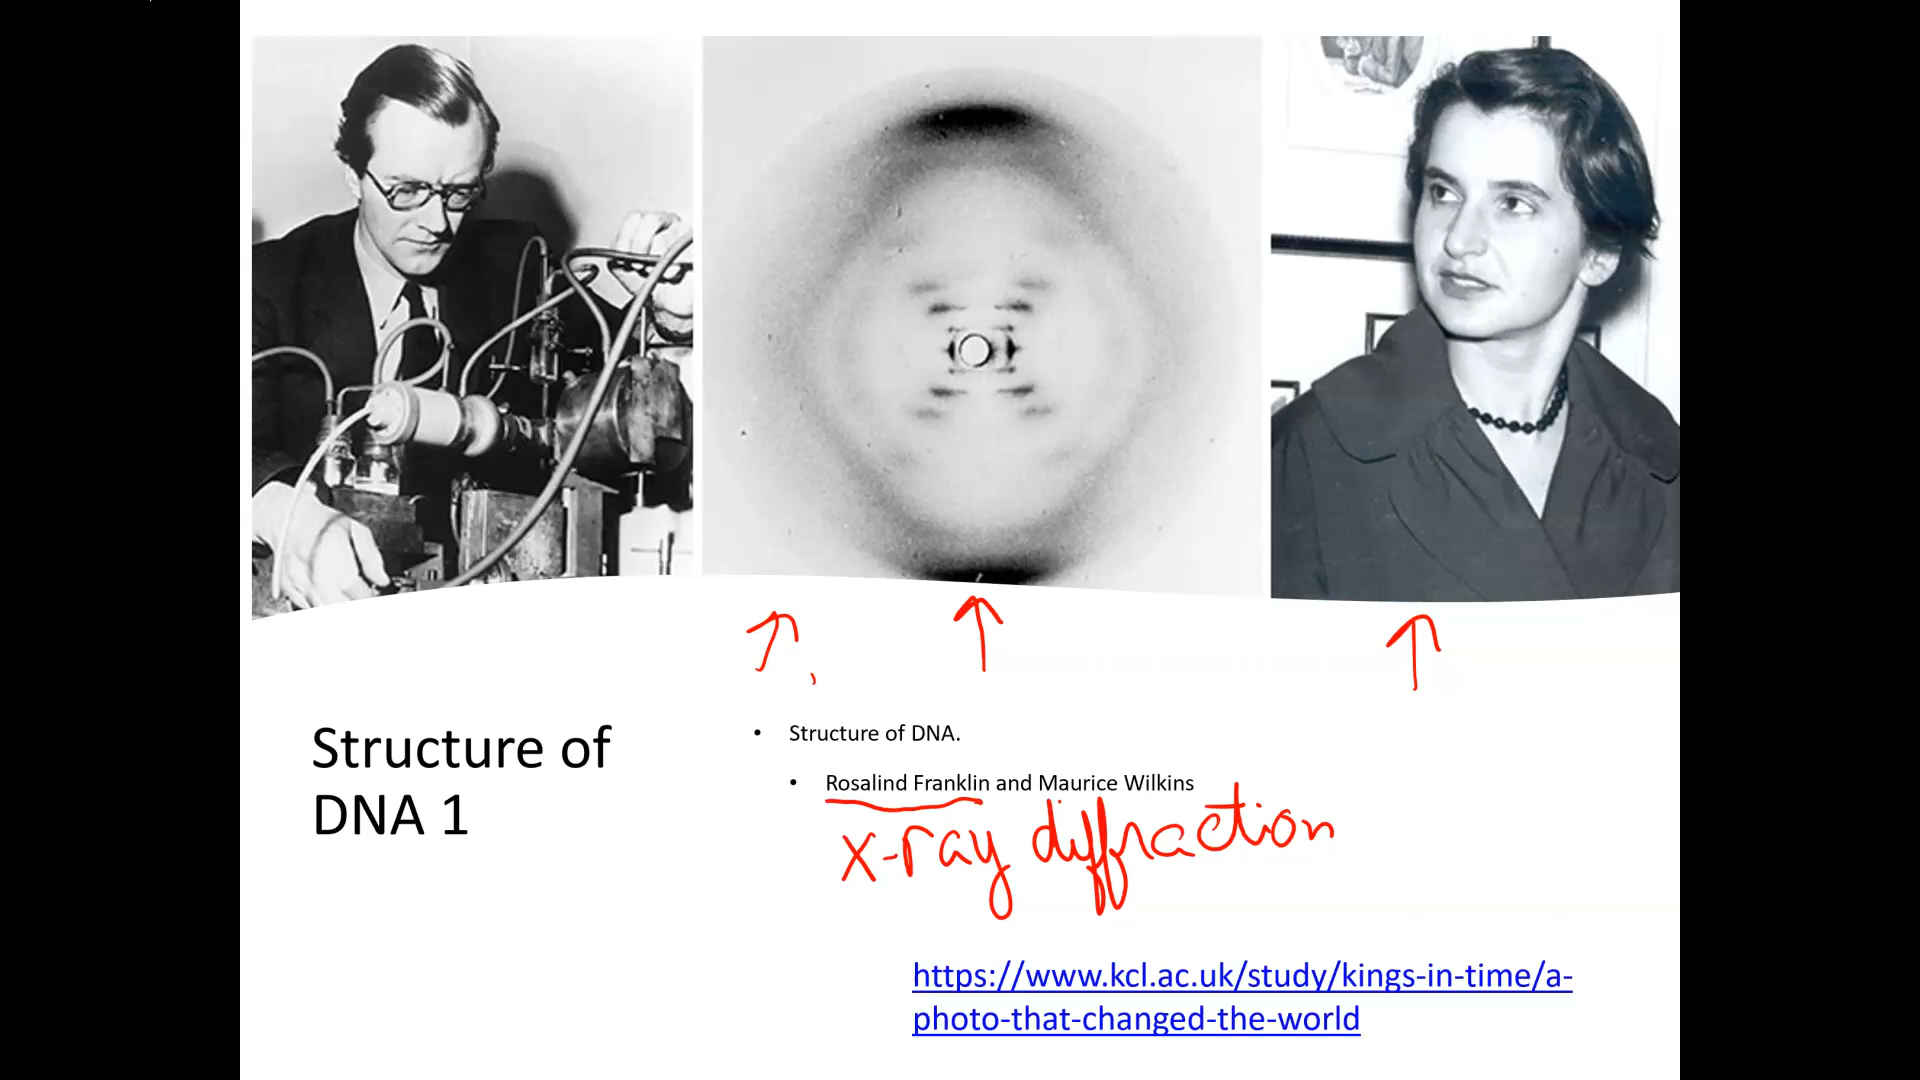 Structure of
DNA 1
• Structure of DNA.
• Rosalind Franklin and Maurice Wilkins
x-ray diffraction
https://www.kcl.ac.uk/study/kings-in-time/a-
photo-that-changed-the-world